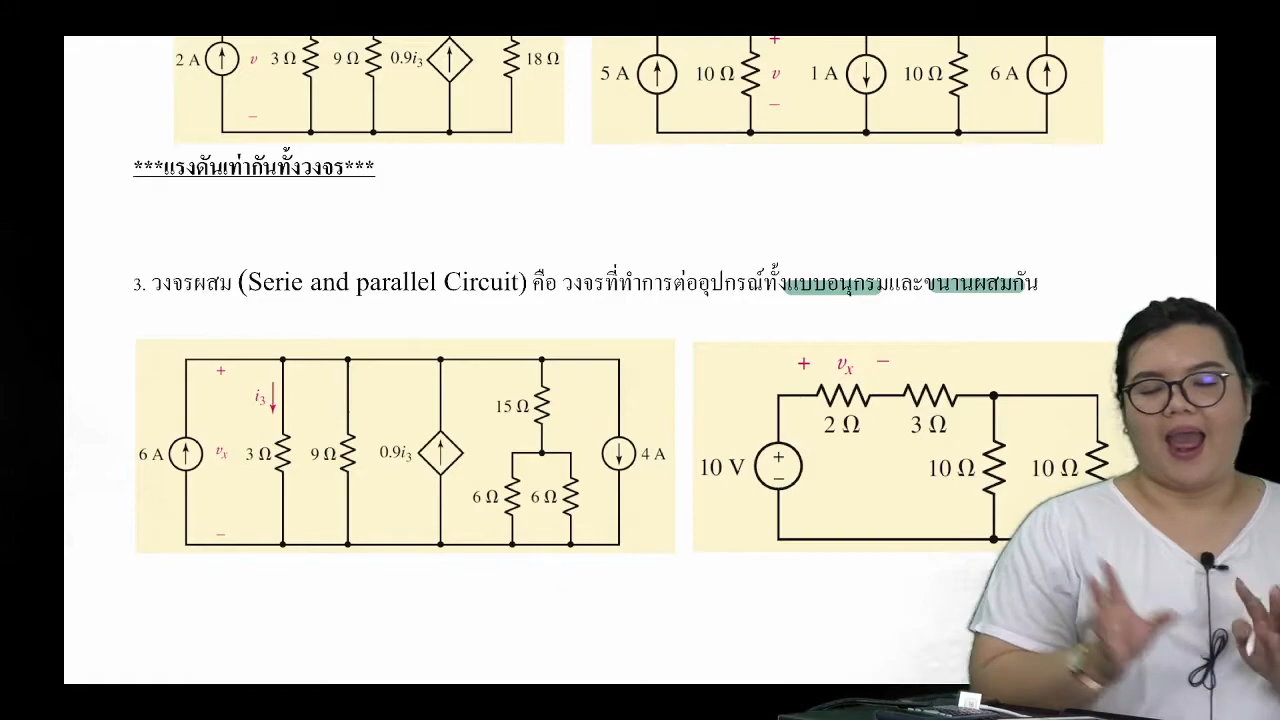 2 A v 3 Ω 9 Ω 0.9i3 18 Ω
−
5 A 10 Ω + v − 1 A 10 Ω 6 A
***แรงดันเท่ากันทั้งวงจร***
3. วงจรผสม (Serie and parallel Circuit) คือ วงจรที่ทำการต่ออุปกรณ์ทั้งแบบอนุกรมและขนานผสมกัน
+
i3
15 Ω
6 A vx 3 Ω 9 Ω 0.9i3 4 A
6 Ω 6 Ω
−
+ vx −
2 Ω 3 Ω
10 V + − 10 Ω 10 Ω